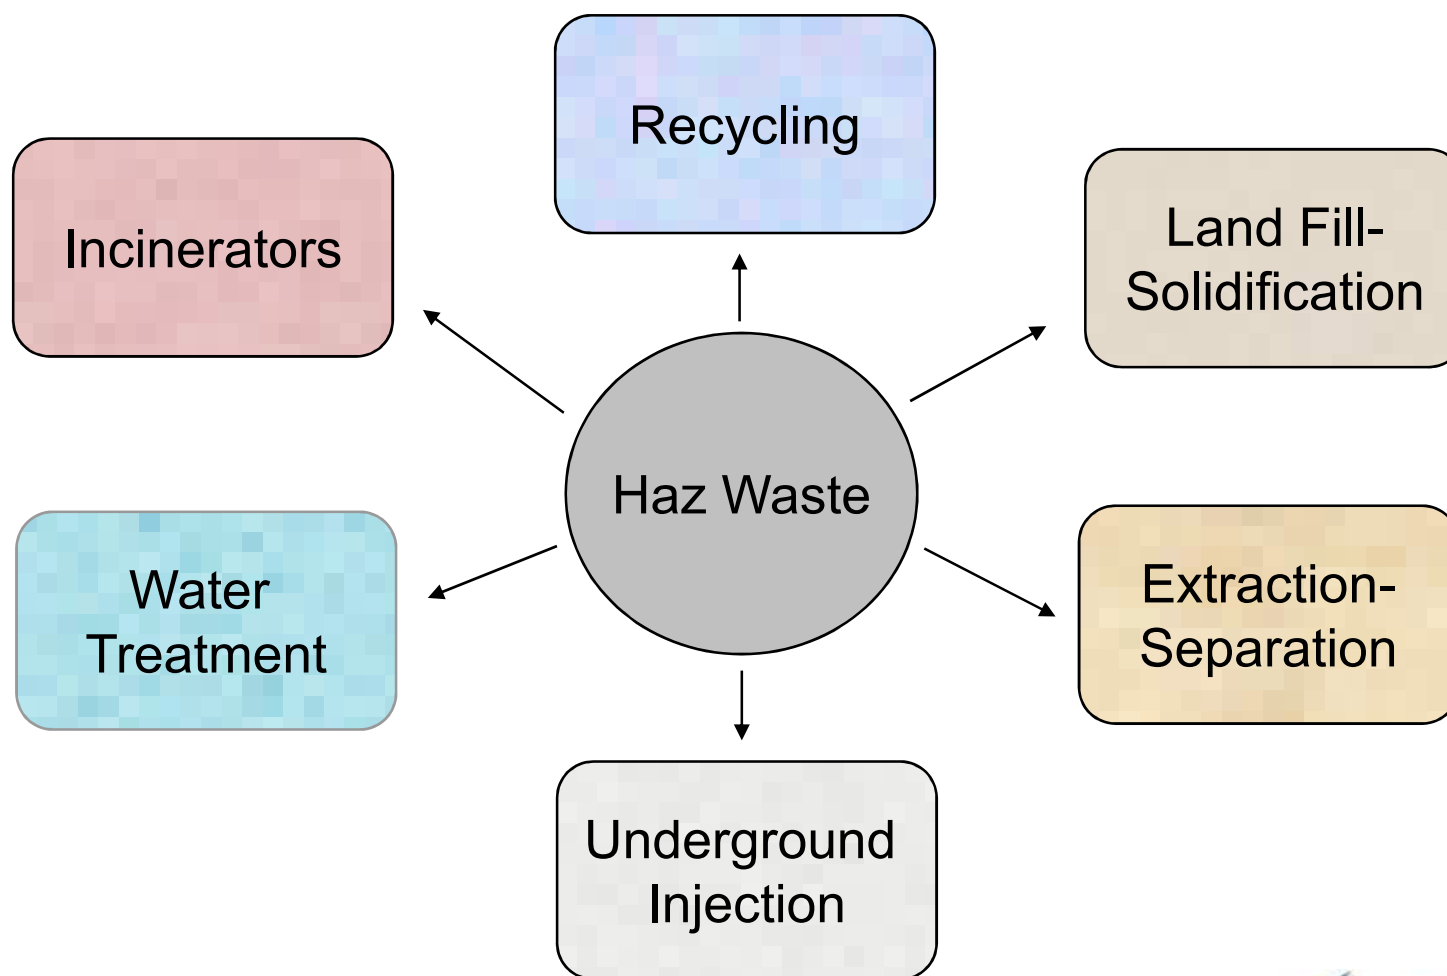 Recycling
Incinerators
Land Fill-
Solidification
Haz Waste
Water
Treatment
Extraction-
Separation
Underground
Injection